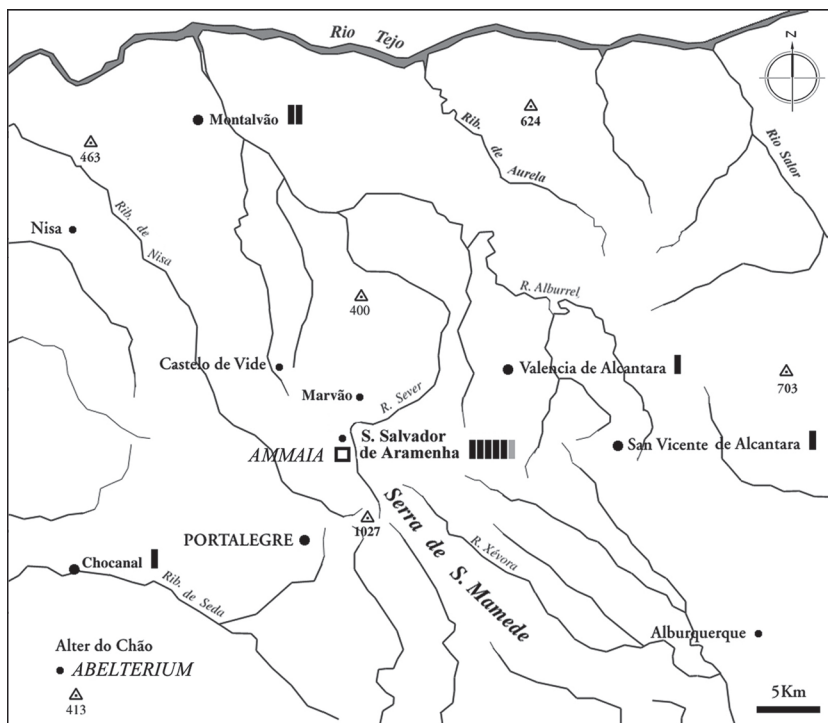 Rio Tejo
Z
Montalvão
624
463
Rib. de Aurela
Rio Salor
Rib. de Nisa
Nisa
R. Alburrel
400
Castelo de Vide
Valencia de Alcantara
703
Marvão
R. Sever
S. Salvador
de Aramenha
AMMAIA
San Vicente de Alcantara
Serra de S. Mamede
1027
PORTALEGRE
R. Xévora
Chocanal
Rib. de Seda
Alburquerque
Alter do Chão
ABELTERIUM
413
5Km